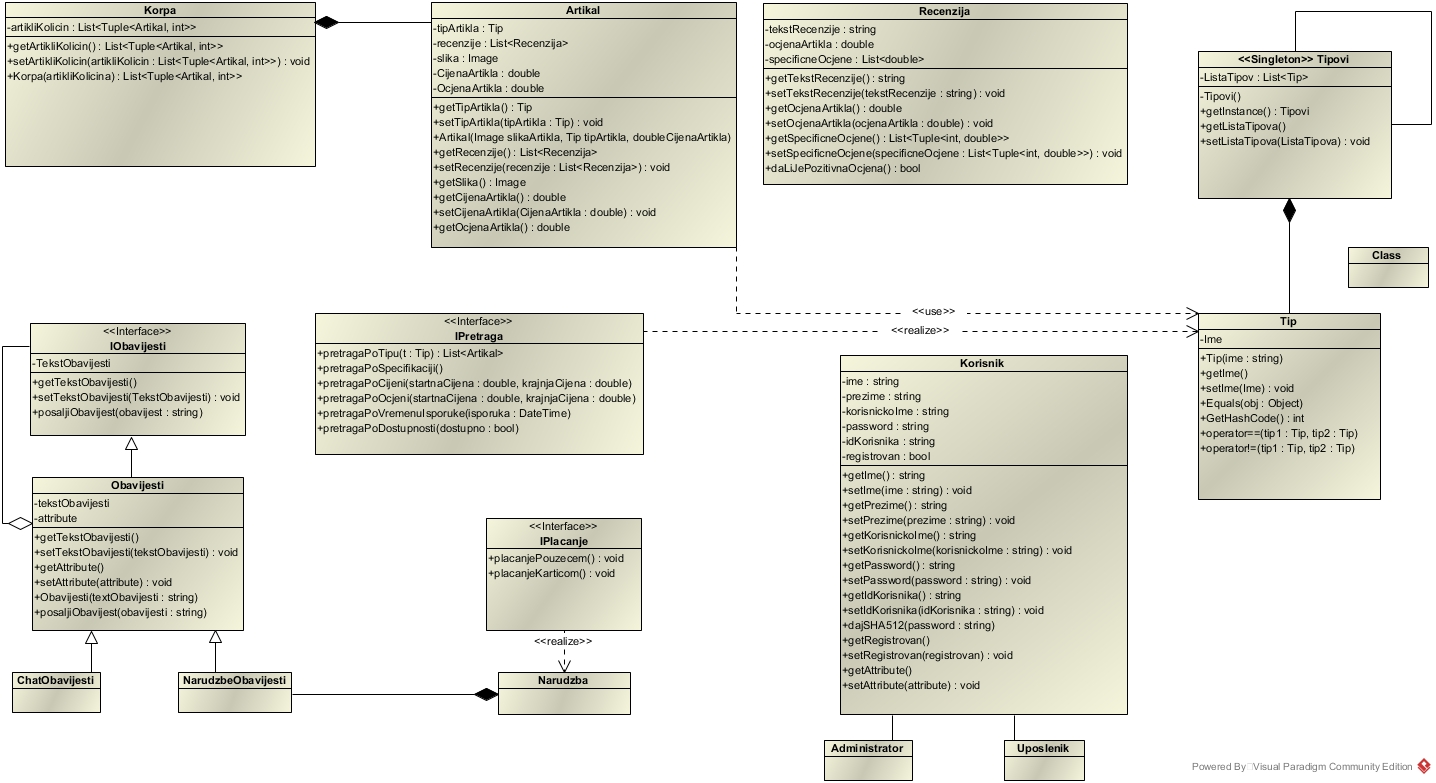 Korpa
-artikliKolicin : List<Tuple<Artikal, int>>
+getArtikliKolicin() : List<Tuple<Artikal, int>>
+setArtikliKolicin(artikliKolicin : List<Tuple<Artikal, int>>) : void
+Korpa(artikliKolicina) : List<Tuple<Artikal, int>>
Artikal
-tipArtikla : Tip
-recenzije : List<Recenzija>
-slika : Image
-CijenaArtikla : double
-OcjenaArtikla : double
+getTipArtikla() : Tip
+setTipArtikla(tipArtikla : Tip) : void
+Artikal(Image slikaArtikla, Tip tipArtikla, doubleCijenaArtikla)
+getRecenzije() : List<Recenzija>
+setRecenzije(recenzije : List<Recenzija>) : void
+getSlika() : Image
+getCijenaArtikla() : double
+setCijenaArtikla(CijenaArtikla : double) : void
+getOcjenaArtikla() : double
Recenzija
-tekstRecenzije : string
-ocjenaArtikla : double
-specificneOcjene : List<double>
+getTekstRecenzije() : string
+setTekstRecenzije(tekstRecenzije : string) : void
+getOcjenaArtikla() : double
+setOcjenaArtikla(ocjenaArtikla : double) : void
+getSpecificneOcjene() : List<Tuple<int, double>>
+setSpecificneOcjene(specificneOcjene : List<Tuple<int, double>>) : void
+daLiJePozitivnaOcjena() : bool
<<Singleton>> Tipovi
-ListaTipov : List<Tip>
-Tipovi()
+getInstance() : Tipovi
+getListaTipova()
+setListaTipova(ListaTipova) : void
Class
<<use>>
<<realize>>
<<Interface>>
IObavijesti
-TekstObavijesti
+getTekstObavijesti()
+setTekstObavijesti(TekstObavijesti) : void
+posaljiObavijest(obavijest : string)
<<Interface>>
IPretraga
+pretragaPoTipu(t : Tip) : List<Artikal>
+pretragaPoSpecifikaciji()
+pretragaPoCijeni(startnaCijena : double, krajnjaCijena : double)
+pretragaPoOcjeni(startnaCijena : double, krajnjaCijena : double)
+pretragaPoVremenuIsporuke(isporuka : DateTime)
+pretragaPoDostupnosti(dostupno : bool)
Tip
-Ime
+Tip(ime : string)
+getIme()
+setIme(Ime) : void
+Equals(obj : Object)
+GetHashCode() : int
+operator==(tip1 : Tip, tip2 : Tip)
+operator!=(tip1 : Tip, tip2 : Tip)
Korisnik
-ime : string
-prezime : string
-korisnickoIme : string
-password : string
-idKorisnika : string
-registrovan : bool
+getIme() : string
+setIme(ime : string) : void
+getPrezime() : string
+setPrezime(prezime : string) : void
+getKorisnickoIme() : string
+setKorisnickoIme(korisnickoIme : string) : void
+getPassword() : string
+setPassword(password : string) : void
+getIdKorisnika() : string
+setIdKorisnika(idKorisnika : string) : void
+dajSHA512(password : string)
+getRegistrovan()
+setRegistrovan(registrovan) : void
+getAttribute()
+setAttribute(attribute) : void
Obavijesti
-tekstObavijesti
-attribute
+getTekstObavijesti()
+setTekstObavijesti(tekstObavijesti) : void
+getAttribute()
+setAttribute(attribute) : void
+Obavijesti(textObavijesti : string)
+posaljiObavijest(obavijesti : string)
<<Interface>>
IPlacanje
+placanjePouzecem() : void
+placanjeKarticom() : void
<<realize>>
ChatObavijesti
NarudzbeObavijesti
Narudzba
Administrator
Uposlenik
Powered By Visual Paradigm Community Edition